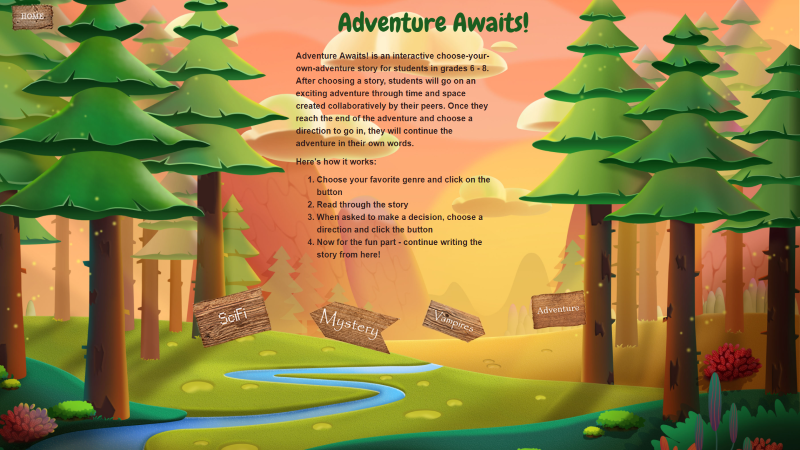 HOME
Adventure Awaits!
Adventure Awaits! is an interactive choose-your-
own-adventure story for students in grades 6 - 8.
After choosing a story, students will go on an
exciting adventure through time and space
created collaboratively by their peers. Once they
reach the end of the adventure and choose a
direction to go in, they will continue the
adventure in their own words.
Here's how it works:
1. Choose your favorite genre and click on the
button
2. Read through the story
3. When asked to make a decision, choose a
direction and click the button
4. Now for the fun part - continue writing the
story from here!
SciFi
Mystery
Vampires
Adventure